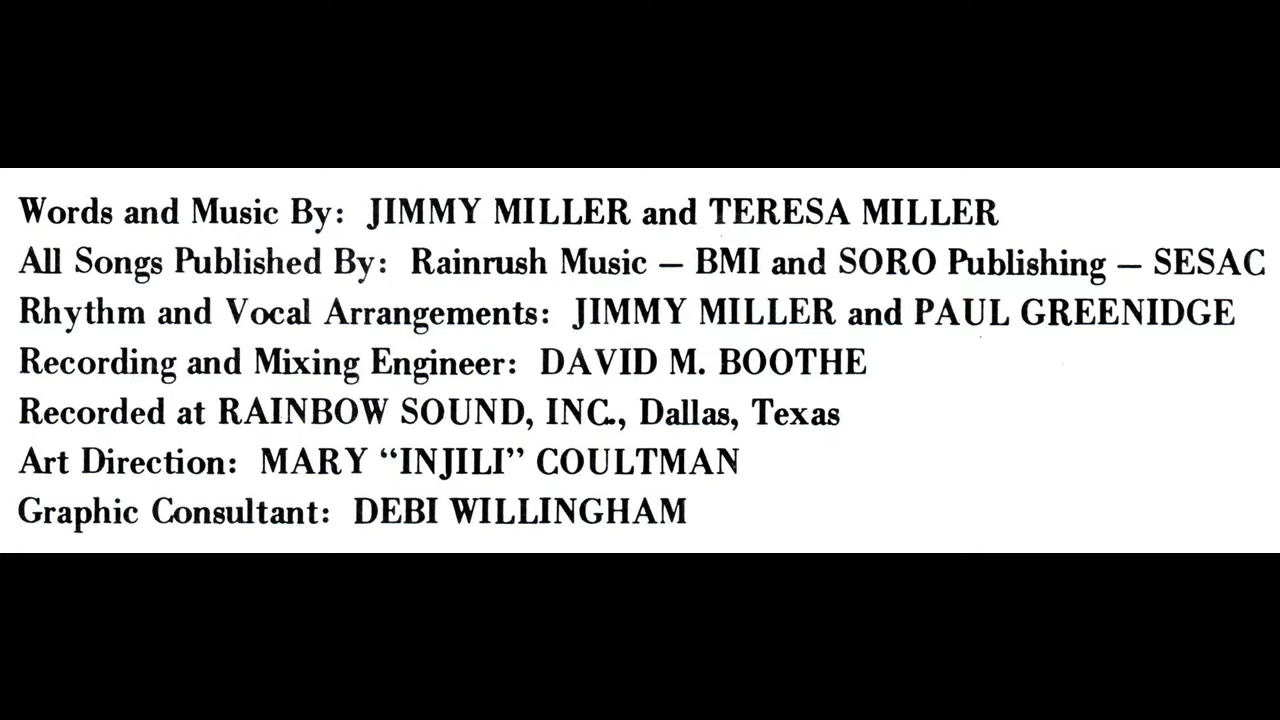 Words and Music By: JIMMY MILLER and TERESA MILLER
All Songs Published By: Rainrush Music – BMI and SORO Publishing – SESAC
Rhythm and Vocal Arrangements: JIMMY MILLER and PAUL GREENIDGE
Recording and Mixing Engineer: DAVID M. BOOTHE
Recorded at RAINBOW SOUND, INC., Dallas, Texas
Art Direction: MARY “INJILI” COULTMAN
Graphic Consultant: DEBI WILLINGHAM